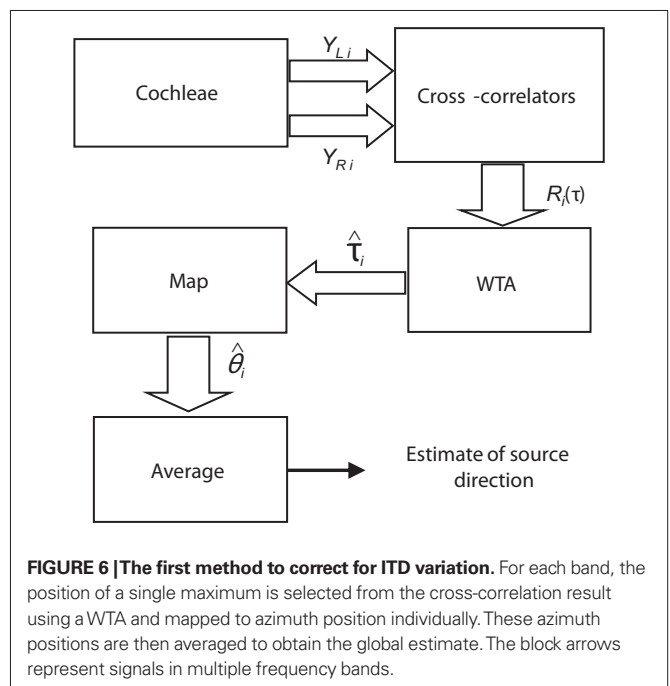 Y_Li
Cochleae
Cross -correlators
Y_Ri
R_i(τ)
τ̂_i
Map
WTA
θ̂_i
Average
Estimate of source
direction
FIGURE 6 | The first method to correct for ITD variation. For each band, the
position of a single maximum is selected from the cross-correlation result
using a WTA and mapped to azimuth position individually. These azimuth
positions are then averaged to obtain the global estimate. The block arrows
represent signals in multiple frequency bands.